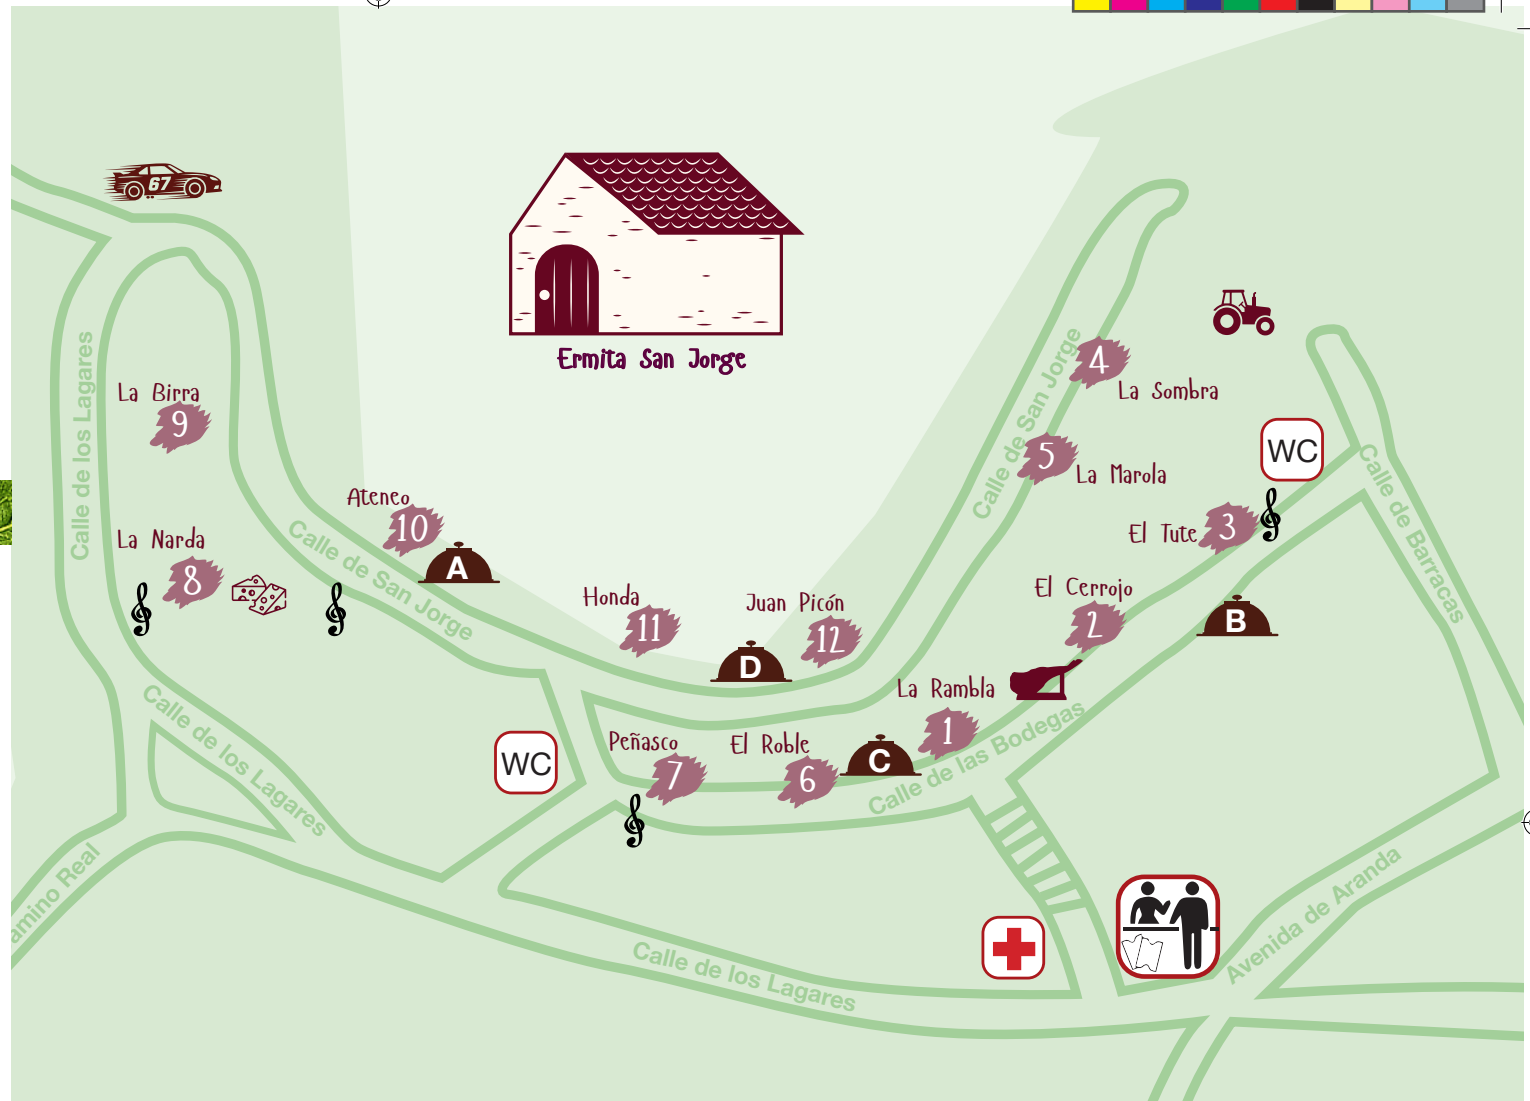 67
Ermita San Jorge
Calle de los Lagares
La Birra
9
4
La Sombra
Calle de San Jorge
5
La Marola
WC
Calle de Barracas
Ateneo
10
A
La Narda
8
Calle de San Jorge
El Tute
3
Honda
11
Juan Picón
12
D
El Cerrojo
2
B
La Rambla
1
Calle de las Bodegas
WC
Peñasco
7
El Roble
6
C
Calle de los Lagares
amino Real
Calle de los Lagares
Avenida de Aranda